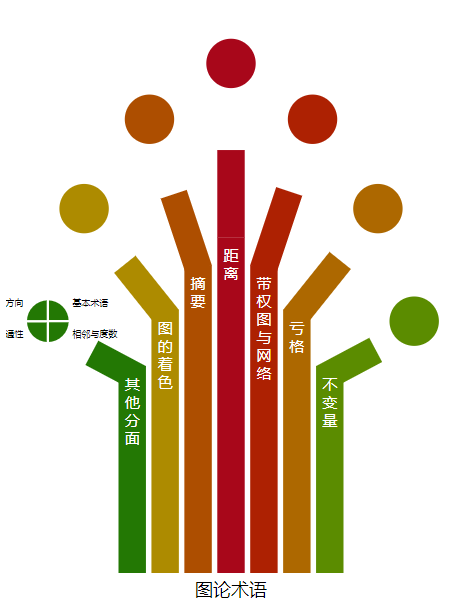 距离
摘要
带权图与网络
方向
基本术语
连通性
相邻与度数
图的着色
亏格
其他分面
不变量
图论术语